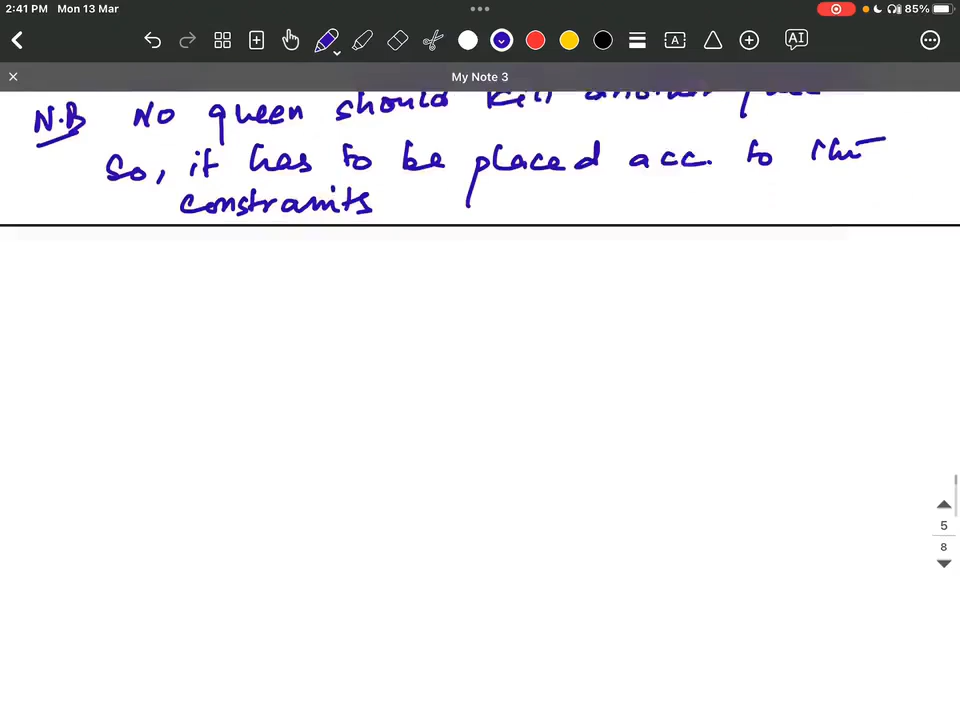 2:41 PM Mon 13 Mar 85%
A AI
My Note 3
N.B No queen should kill another
So, it has to be placed acc. to
constraints
5
8